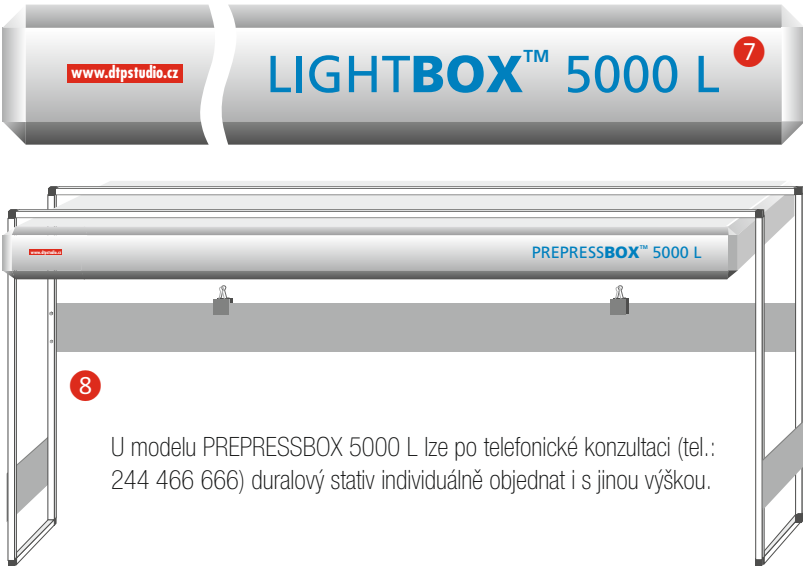 www.dtpstudio.cz
LIGHTBOX™ 5000 L
7
www.dtpstudio.cz
PREPRESSBOX™ 5000 L
8
U modelu PREPRESSBOX 5000 L lze po telefonické konzultaci (tel.:
244 466 666) duralový stativ individuálně objednat i s jinou výškou.